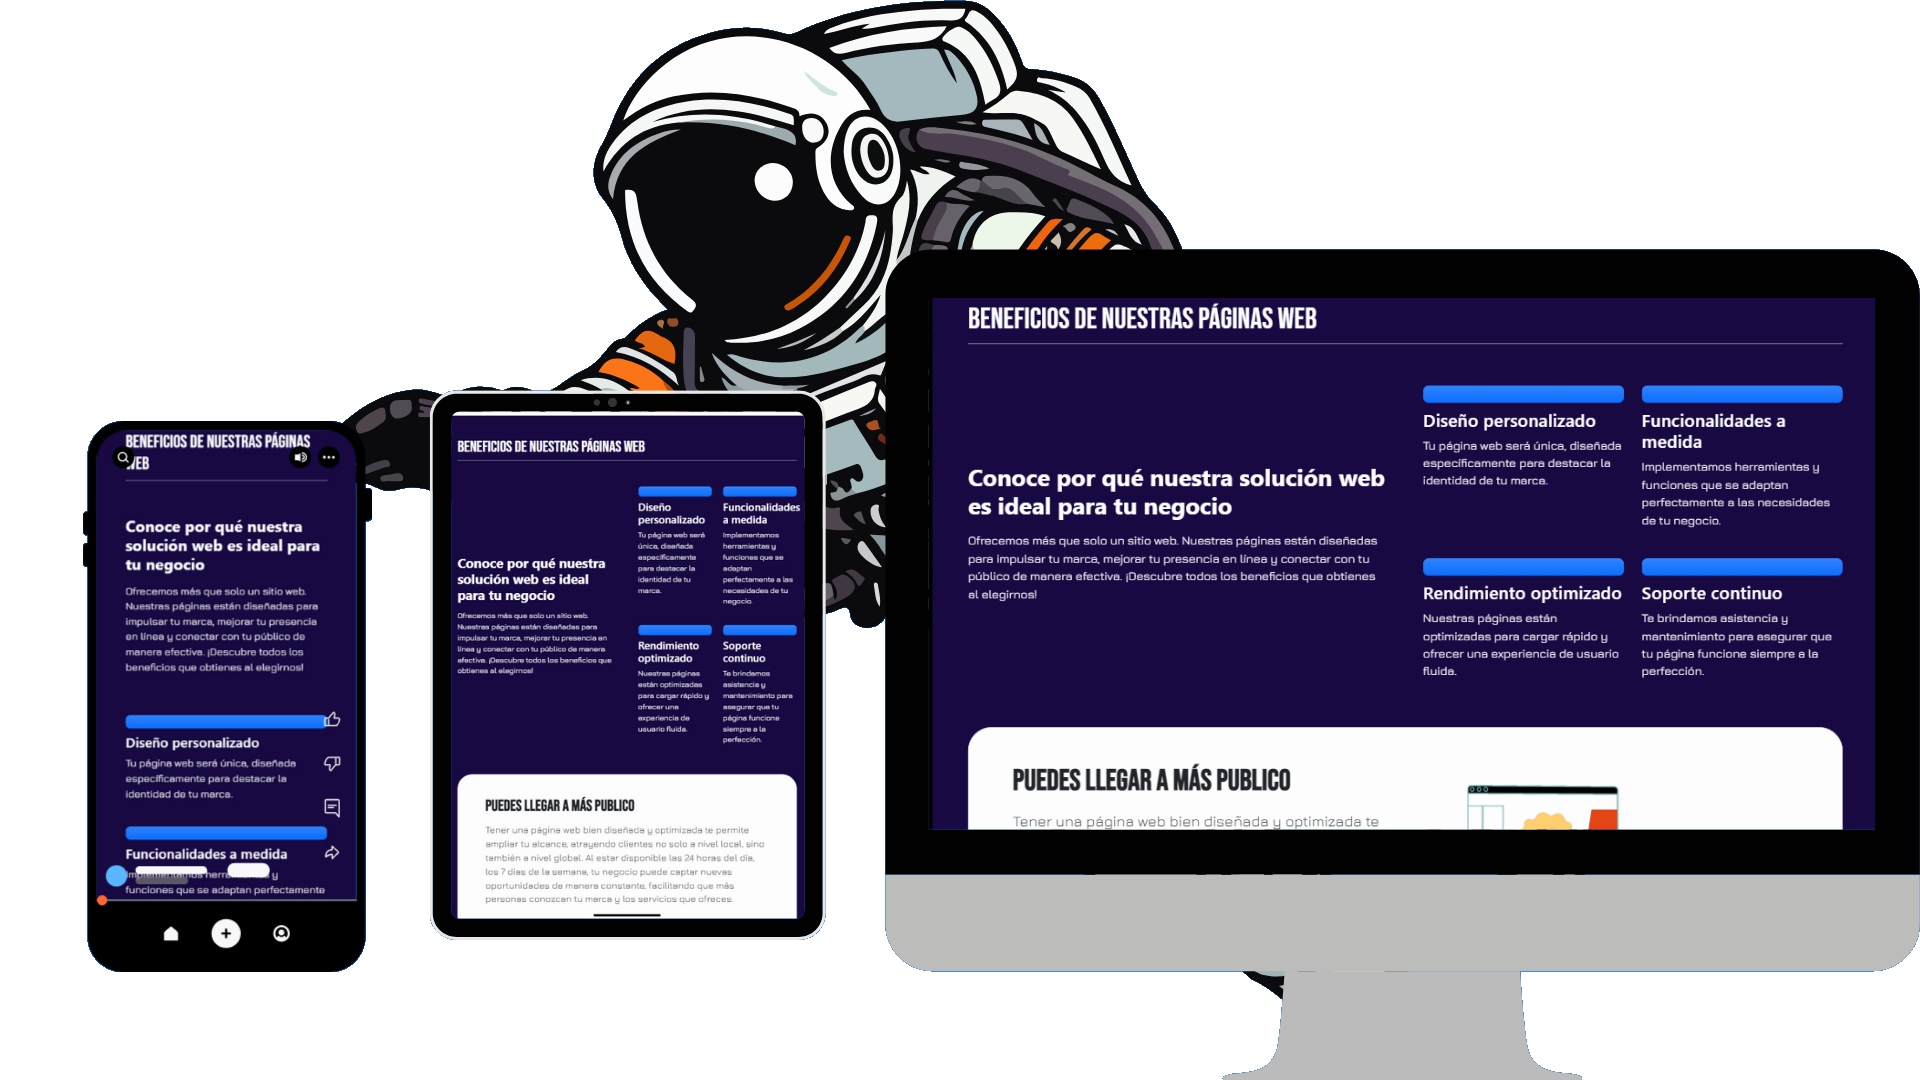 BENEFICIOS DE NUESTRAS PÁGINAS
WEB
Conoce por qué nuestra
solución web es ideal para
tu negocio
Ofrecemos más que solo un sitio web.
Nuestras páginas están diseñadas para
impulsar tu marca, mejorar tu presencia
en línea y conectar con tu público de
manera efectiva. ¡Descubre todos los
beneficios que obtienes al elegirnos!
Diseño personalizado
Tu página web será única, diseñada
específicamente para destacar la
identidad de tu marca.
Funcionalidades a medida
Implementamos herramientas y
funciones que se adaptan perfectamente
BENEFICIOS DE NUESTRAS PÁGINAS WEB
Conoce por qué nuestra
solución web es ideal
para tu negocio
Ofrecemos más que solo un sitio web.
Nuestras páginas están diseñadas para
impulsar tu marca, mejorar tu presencia en
línea y conectar con tu público de manera
efectiva. ¡Descubre todos los beneficios que
obtienes al elegirnos!
Diseño
personalizado
Tu página web será
única, diseñada
específicamente
para destacar la
identidad de tu
marca.
Funcionalidades
a medida
Implementamos
herramientas y
funciones que se
adaptan
perfectamente a las
necesidades de tu
negocio.
Rendimiento
optimizado
Nuestras páginas
están optimizadas
para cargar rápido y
ofrecer una
experiencia de
usuario fluida.
Soporte
continuo
Te brindamos
asistencia y
mantenimiento para
asegurar que tu
página funcione
siempre a la
perfección.
PUEDES LLEGAR A MÁS PUBLICO
Tener una página web bien diseñada y optimizada te permite
ampliar tu alcance, atrayendo clientes no solo a nivel local, sino
también a nivel global. Al estar disponible las 24 horas del día,
los 7 días de la semana, tu negocio puede captar nuevas
oportunidades de manera constante, facilitando que más
personas conozcan tu marca y los servicios que ofreces.
BENEFICIOS DE NUESTRAS PÁGINAS WEB
Conoce por qué nuestra solución web
es ideal para tu negocio
Ofrecemos más que solo un sitio web. Nuestras páginas están diseñadas
para impulsar tu marca, mejorar tu presencia en línea y conectar con tu
público de manera efectiva. ¡Descubre todos los beneficios que obtienes
al elegirnos!
Diseño personalizado
Tu página web será única, diseñada
específicamente para destacar la
identidad de tu marca.
Funcionalidades a
medida
Implementamos herramientas y
funciones que se adaptan
perfectamente a las necesidades
de tu negocio.
Rendimiento optimizado
Nuestras páginas están
optimizadas para cargar rápido y
ofrecer una experiencia de usuario
fluida.
Soporte continuo
Te brindamos asistencia y
mantenimiento para asegurar que
tu página funcione siempre a la
perfección.
PUEDES LLEGAR A MÁS PUBLICO
Tener una página web bien diseñada y optimizada te